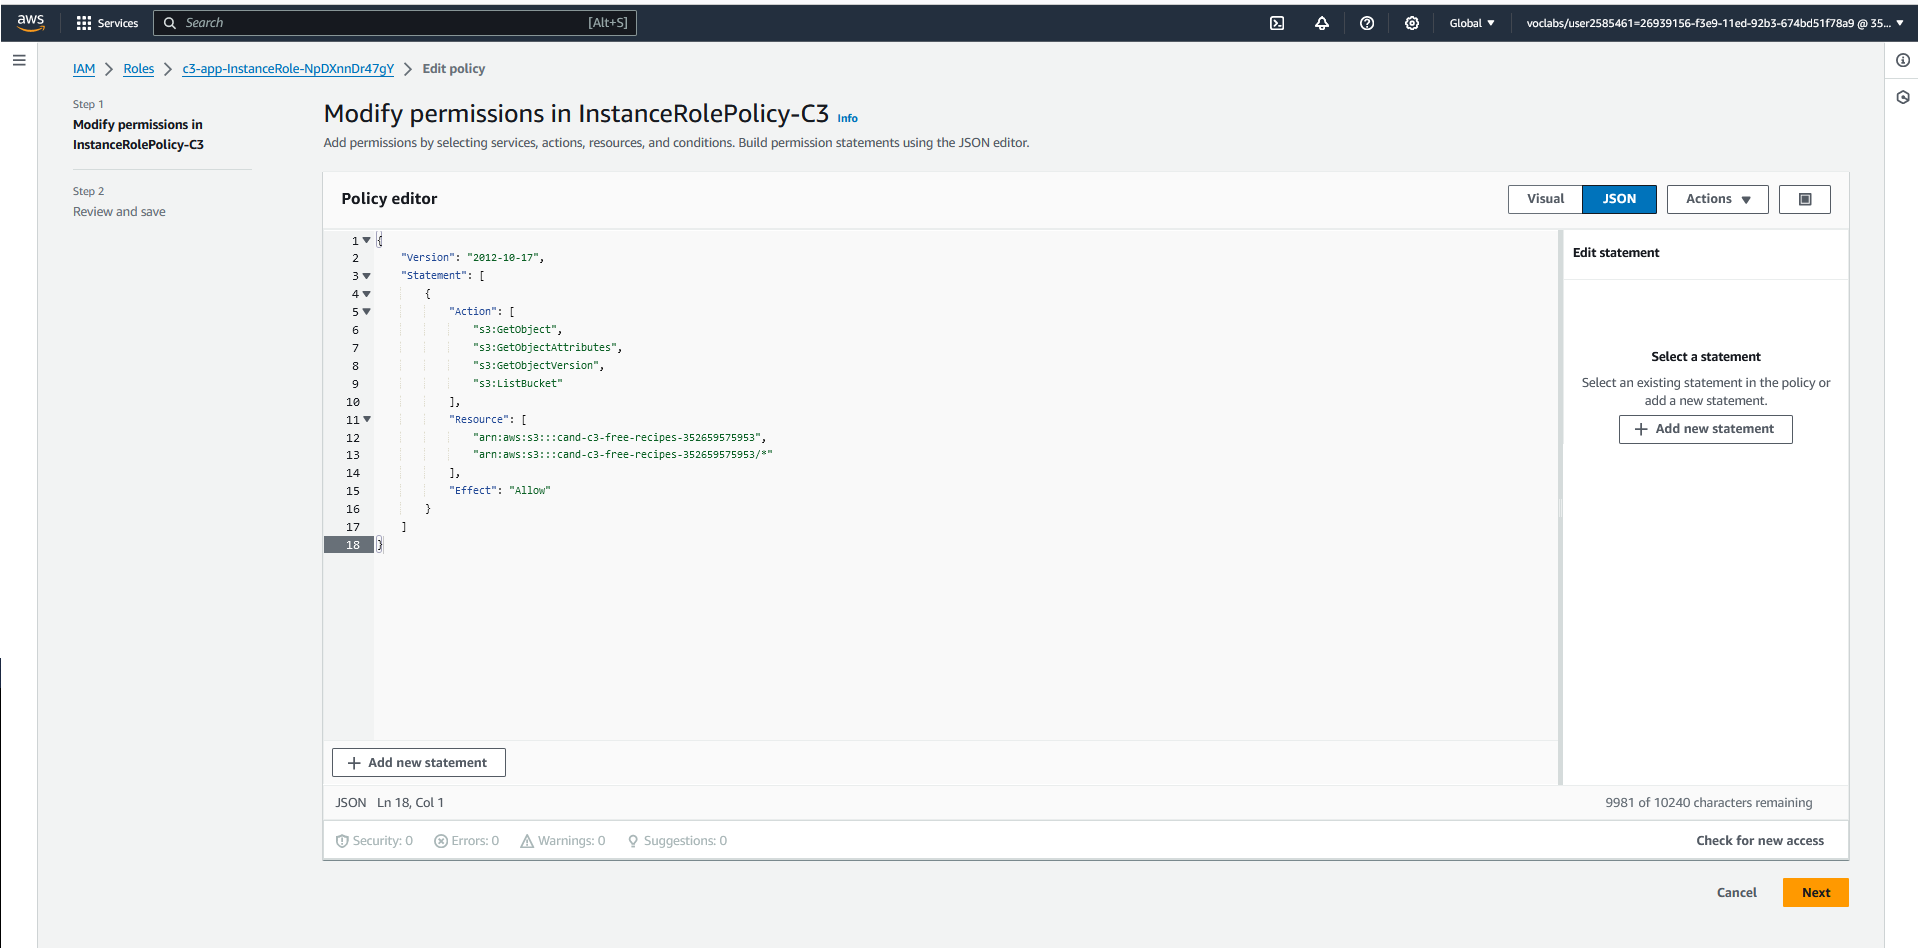 aws
Services
Search
[Alt+S]
Global
voclabs/user2585461=26939156-f3e9-11ed-92b3-674bd51f78a9 @ 35...
IAM > Roles > c3-app-InstanceRole-NpDXnnDr47gY > Edit policy
Step 1
Modify permissions in
InstanceRolePolicy-C3
Step 2
Review and save
Modify permissions in InstanceRolePolicy-C3 Info
Add permissions by selecting services, actions, resources, and conditions. Build permission statements using the JSON editor.
Policy editor
Visual
JSON
Actions
1 {
2 "Version": "2012-10-17",
3 "Statement": [
4 {
5 "Action": [
6 "s3:GetObject",
7 "s3:GetObjectAttributes",
8 "s3:GetObjectVersion",
9 "s3:ListBucket"
10 ],
11 "Resource": [
12 "arn:aws:s3:::cand-c3-free-recipes-352659575953",
13 "arn:aws:s3:::cand-c3-free-recipes-352659575953/*"
14 ],
15 "Effect": "Allow"
16 }
17 ]
18 }
+ Add new statement
JSON Ln 18, Col 1
9981 of 10240 characters remaining
Security: 0
Errors: 0
Warnings: 0
Suggestions: 0
Check for new access
Edit statement
Select a statement
Select an existing statement in the policy or
add a new statement.
+ Add new statement
Cancel
Next